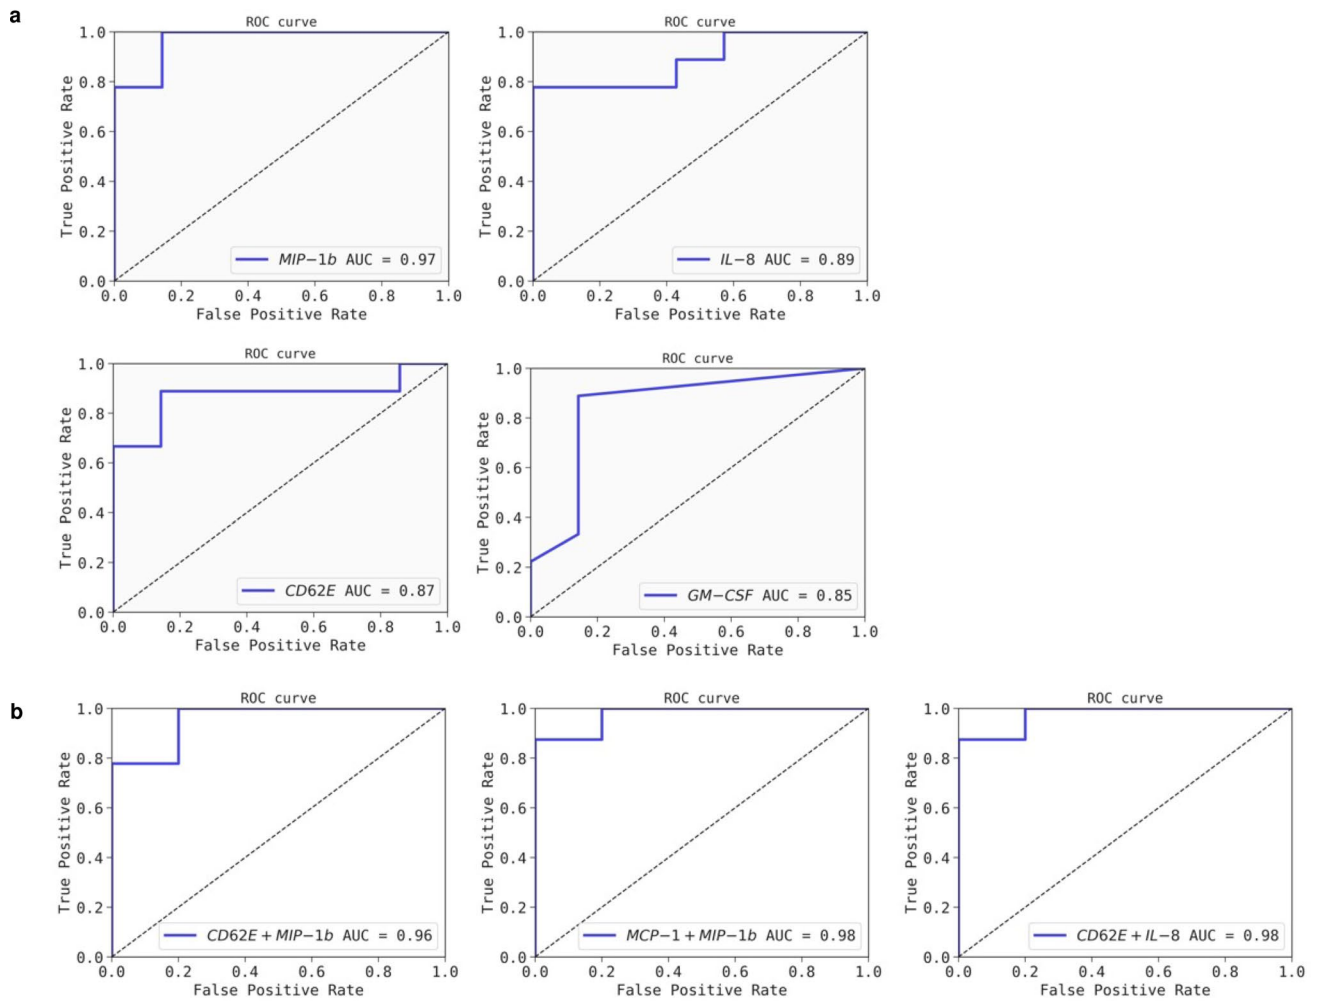 a
ROC curve
True Positive Rate
1.0
0.8
0.6
0.4
0.2
0.0
MIP−1b AUC = 0.97
0.0 0.2 0.4 0.6 0.8 1.0
False Positive Rate
ROC curve
True Positive Rate
1.0
0.8
0.6
0.4
0.2
0.0
IL−8 AUC = 0.89
0.0 0.2 0.4 0.6 0.8 1.0
False Positive Rate
ROC curve
True Positive Rate
1.0
0.8
0.6
0.4
0.2
0.0
CD62E AUC = 0.87
0.0 0.2 0.4 0.6 0.8 1.0
False Positive Rate
ROC curve
True Positive Rate
1.0
0.8
0.6
0.4
0.2
0.0
GM−CSF AUC = 0.85
0.0 0.2 0.4 0.6 0.8 1.0
False Positive Rate
b
ROC curve
True Positive Rate
1.0
0.8
0.6
0.4
0.2
0.0
CD62E + MIP−1b AUC = 0.96
0.0 0.2 0.4 0.6 0.8 1.0
False Positive Rate
ROC curve
True Positive Rate
1.0
0.8
0.6
0.4
0.2
0.0
MCP−1 + MIP−1b AUC = 0.98
0.0 0.2 0.4 0.6 0.8 1.0
False Positive Rate
ROC curve
True Positive Rate
1.0
0.8
0.6
0.4
0.2
0.0
CD62E + IL−8 AUC = 0.98
0.0 0.2 0.4 0.6 0.8 1.0
False Positive Rate